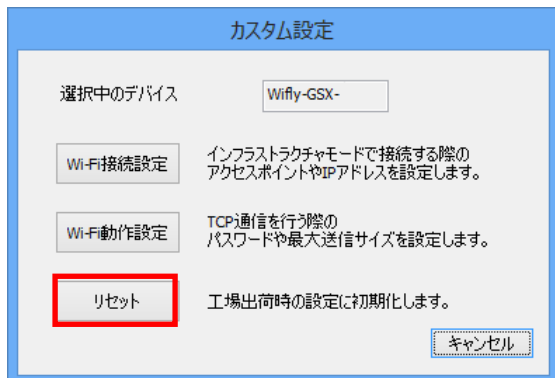 カスタム設定
選択中のデバイス
Wifly-GSX-
Wi-Fi接続設定
インフラストラクチャモードで接続する際の
アクセスポイントやIPアドレスを設定します。
Wi-Fi動作設定
TCP通信を行う際の
パスワードや最大送信サイズを設定します。
リセット
工場出荷時の設定に初期化します。
キャンセル